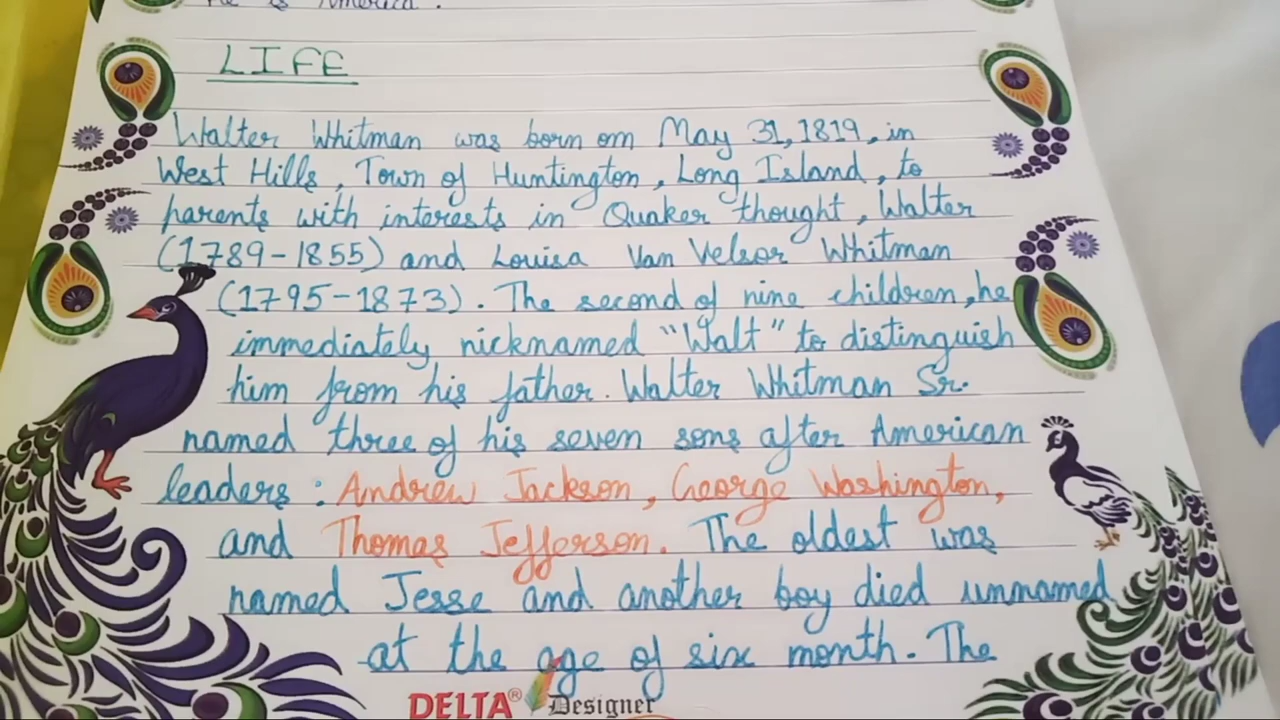 He is America.
LIFE
Walter Whitman was born on May 31, 1819, in
West Hills, Town of Huntington, Long Island, to
parents with interests in Quaker thought, Walter
(1789-1855) and Louisa Van Velsor Whitman
(1795-1873). The second of nine children, he
immediately nicknamed "Walt" to distinguish
him from his father. Walter Whitman Sr.
named three of his seven sons after American
leaders: Andrew Jackson, George Washington,
and Thomas Jefferson. The oldest was
named Jesse and another boy died unnamed
at the age of six month. The
DELTA® Designer